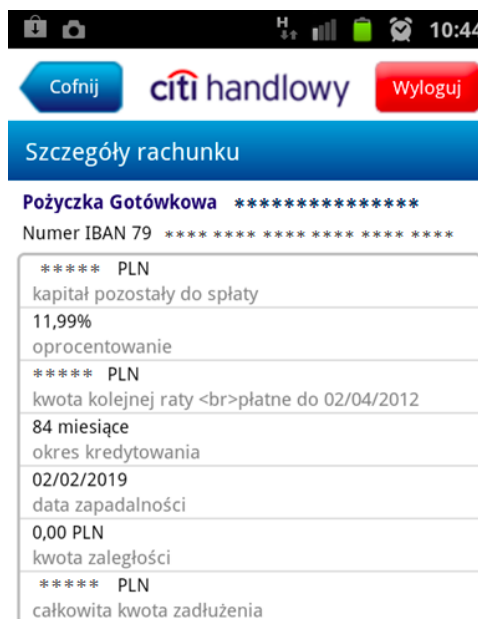 H
10:44
Cofnij
citi handlowy
Wyloguj
Szczegóły rachunku
Pożyczka Gotówkowa ***************
Numer IBAN 79 **** **** **** **** **** ****
***** PLN
kapitał pozostały do spłaty
11,99%
oprocentowanie
***** PLN
kwota kolejnej raty <br>płatne do 02/04/2012
84 miesiące
okres kredytowania
02/02/2019
data zapadalności
0,00 PLN
kwota zaległości
***** PLN
całkowita kwota zadłużenia